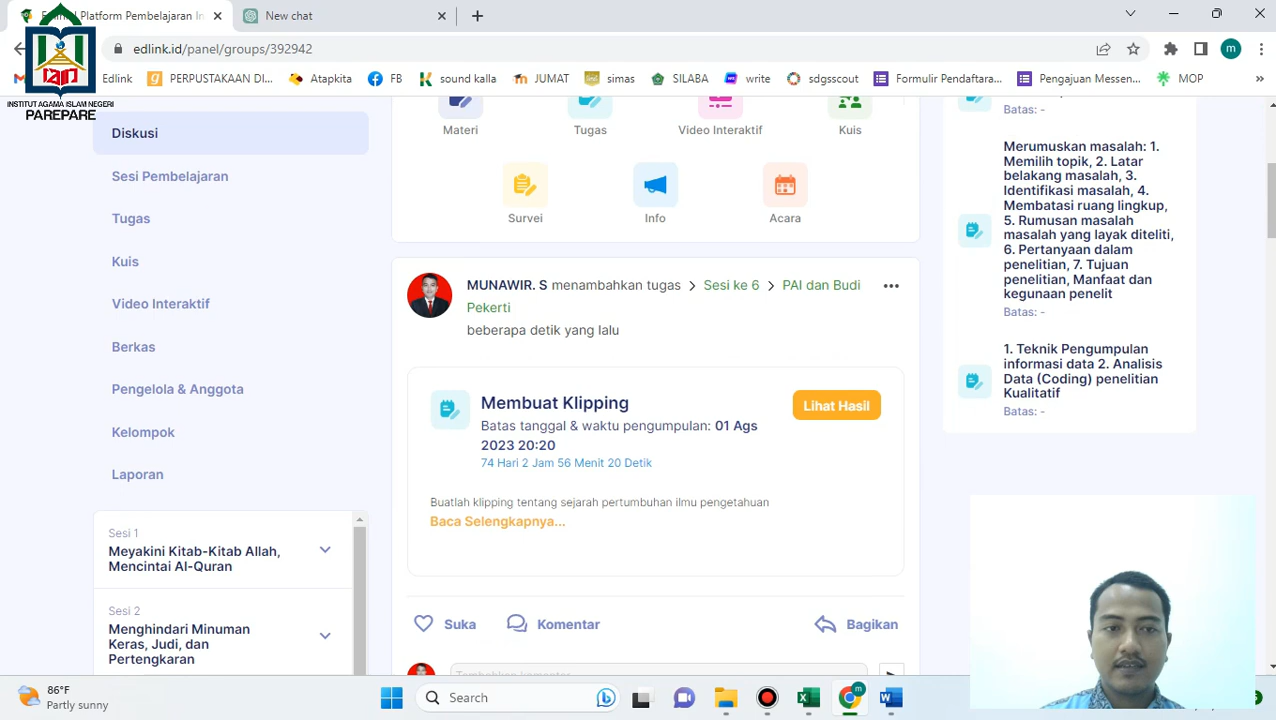 Edlink Platform Pembelajaran In
New chat
edlink.id/panel/groups/392942
m
Edlink
PERPUSTAKAAN DI...
Atapkita
FB
sound kalla
JUMAT
simas
SILABA
write
sdgsscout
Formulir Pendaftara...
Pengajuan Messen...
MOP
»
INSTITUT AGAMA ISLAM NEGERI
PAREPARE
Diskusi
Sesi Pembelajaran
Tugas
Kuis
Video Interaktif
Berkas
Pengelola & Anggota
Kelompok
Laporan
Sesi 1
Meyakini Kitab-Kitab Allah,
Mencintai Al-Quran
Sesi 2
Menghindari Minuman
Keras, Judi, dan
Pertengkaran
Materi
Tugas
Video Interaktif
Kuis
Survei
Info
Acara
MUNAWIR. S menambahkan tugas > Sesi ke 6 > PAI dan Budi
Pekerti
beberapa detik yang lalu
Membuat Klipping
Lihat Hasil
Batas tanggal & waktu pengumpulan: 01 Ags
2023 20:20
74 Hari 2 Jam 56 Menit 20 Detik
Buatlah klipping tentang sejarah pertumbuhan ilmu pengetahuan
Baca Selengkapnya...
Suka
Komentar
Bagikan
Tambahkan komentar
Batas: -
Merumuskan masalah: 1.
Memilih topik, 2. Latar
belakang masalah, 3.
Identifikasi masalah, 4.
Membatasi ruang lingkup,
5. Rumusan masalah
masalah yang layak diteliti,
6. Pertanyaan dalam
penelitian, 7. Tujuan
penelitian, Manfaat dan
kegunaan penelit
Batas: -
1. Teknik Pengumpulan
informasi data 2. Analisis
Data (Coding) penelitian
Kualitatif
Batas: -
86°F
Partly sunny
Search